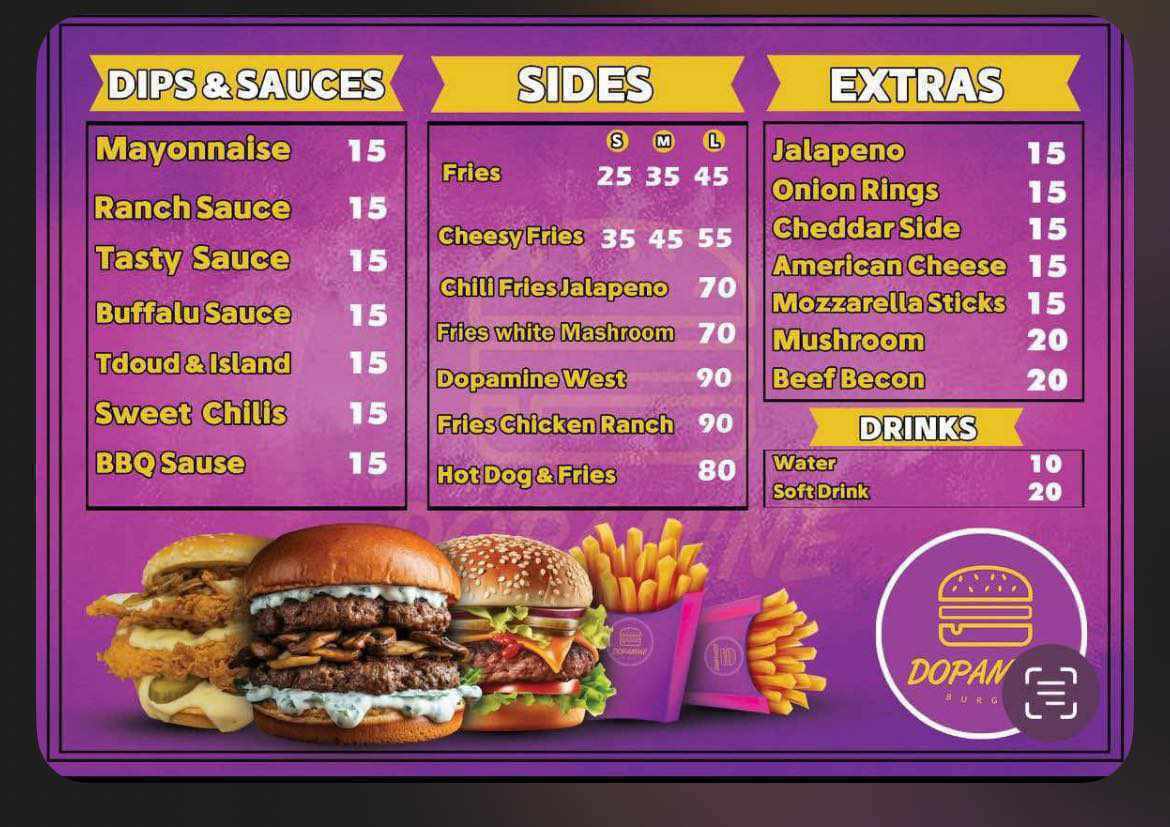 DIPS & SAUCES
Mayonnaise 15
Ranch Sauce 15
Tasty Sauce 15
Buffalu Sauce 15
Tdoud & Island 15
Sweet Chilis 15
BBQ Sause 15
SIDES
S M L
Fries 25 35 45
Cheesy Fries 35 45 55
Chili Fries Jalapeno 70
Fries white Mashroom 70
Dopamine West 90
Fries Chicken Ranch 90
Hot Dog & Fries 80
EXTRAS
Jalapeno 15
Onion Rings 15
Cheddar Side 15
American Cheese 15
Mozzarella Sticks 15
Mushroom 20
Beef Becon 20
DRINKS
Water 10
Soft Drink 20
DOPAMINE
DOPAMINE
DOPAM
BURG